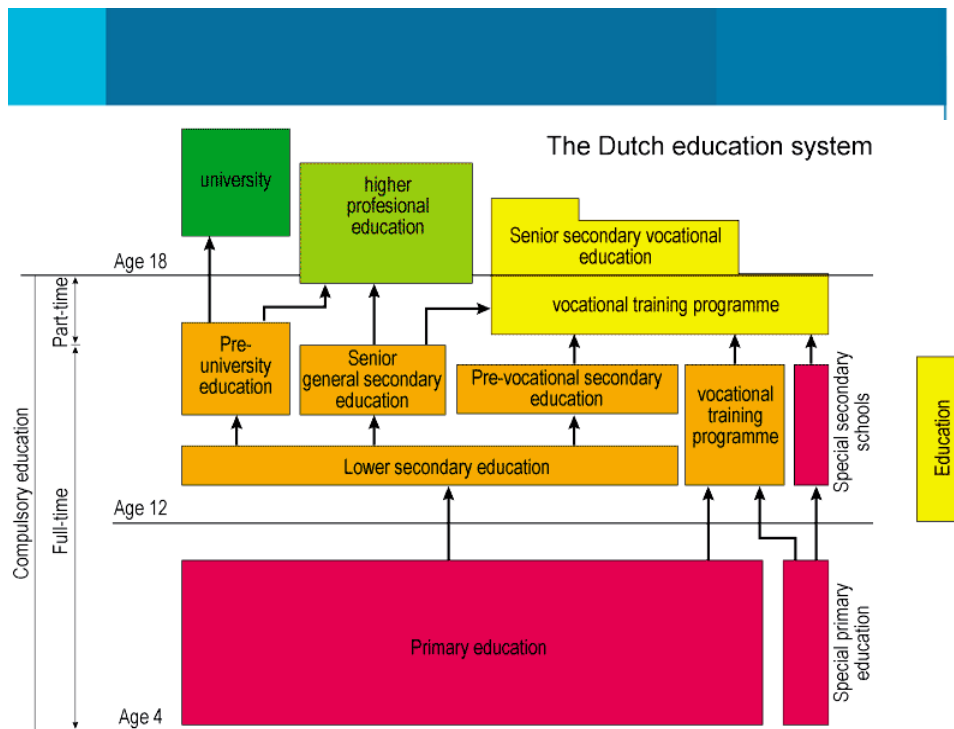 The Dutch education system
university
higher
profesional
education
Senior secondary vocational
education
Age 18
vocational training programme
Part-time
Pre-
university
education
Senior
general secondary
education
Pre-vocational secondary
education
vocational
training
programme
Special secondary
schools
Education
Lower secondary education
Compulsory education
Full-time
Age 12
Primary education
Special primary
education
Age 4